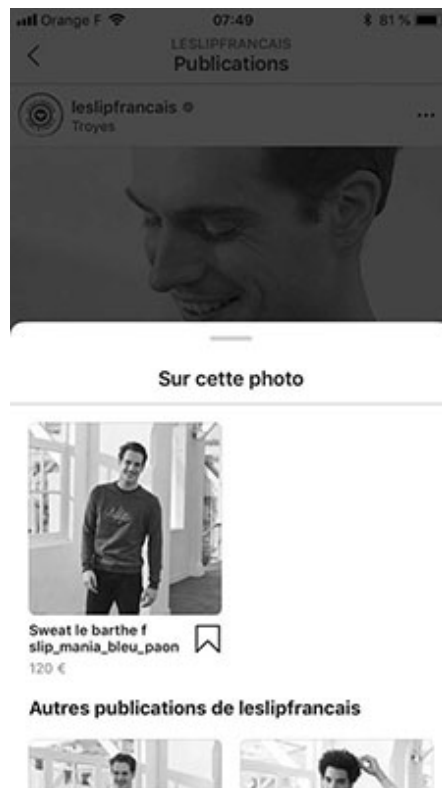 Orange F 07:49 81 %
LESLIPFRANCAIS
Publications
leslipfrancais
Troyes
Sur cette photo
Sweat le barthe f
slip_mania_bleu_paon
120 €
Autres publications de leslipfrancais